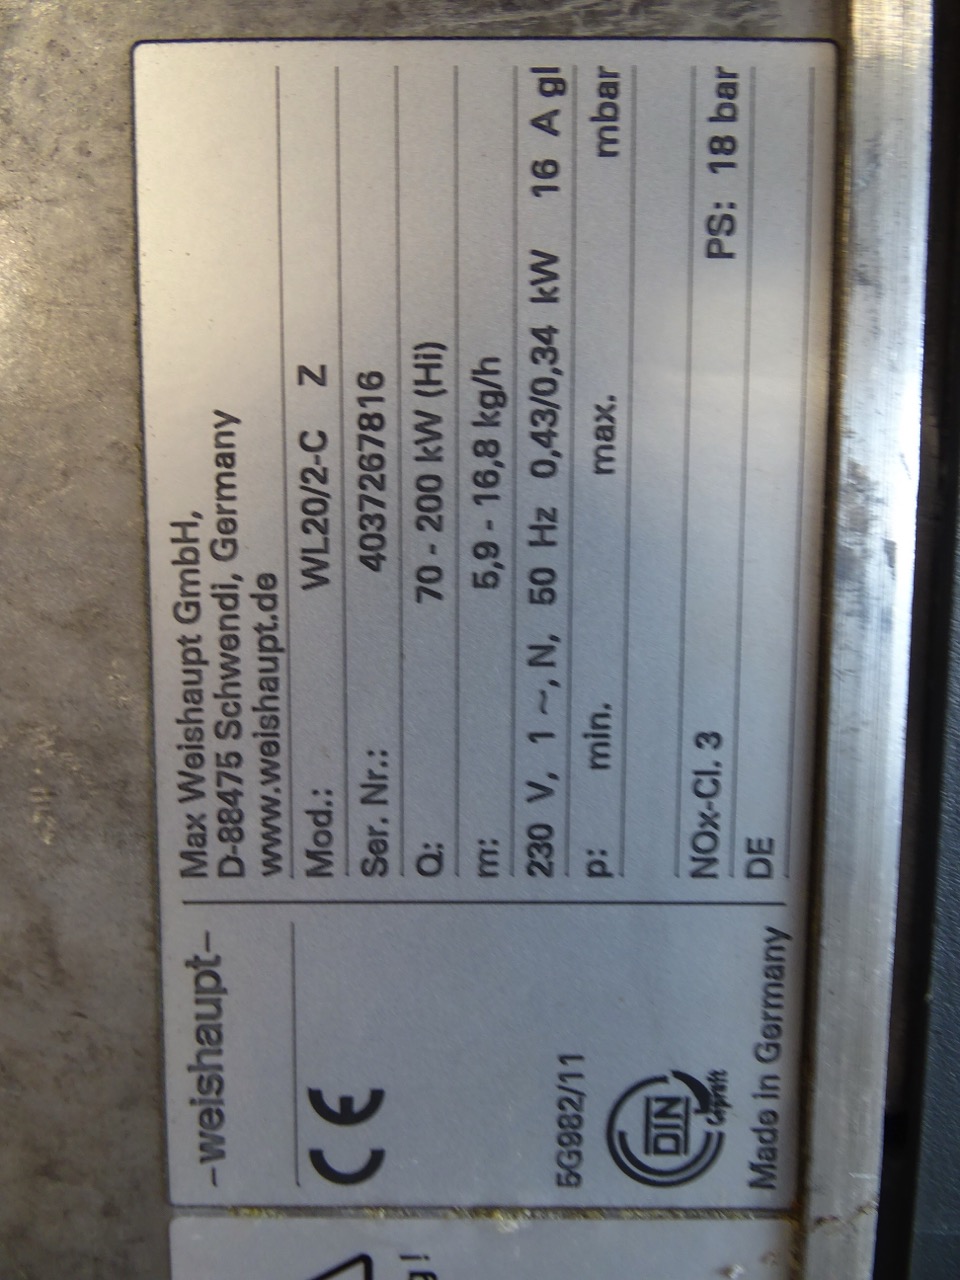 -weishaupt-
5G982/11
DIN
Geprüft
Made in Germany
Max Weishaupt GmbH,
D-88475 Schwendi, Germany
www.weishaupt.de
Mod.: WL20/2-C Z
Ser. Nr.: 4037267816
Q: 70 - 200 kW (Hi)
m: 5,9 - 16,8 kg/h
230 V, 1 ~, N, 50 Hz 0,43/0,34 kW 16 A gl
p: min. max. mbar
NOx-Cl. 3 PS: 18 bar
DE
g!